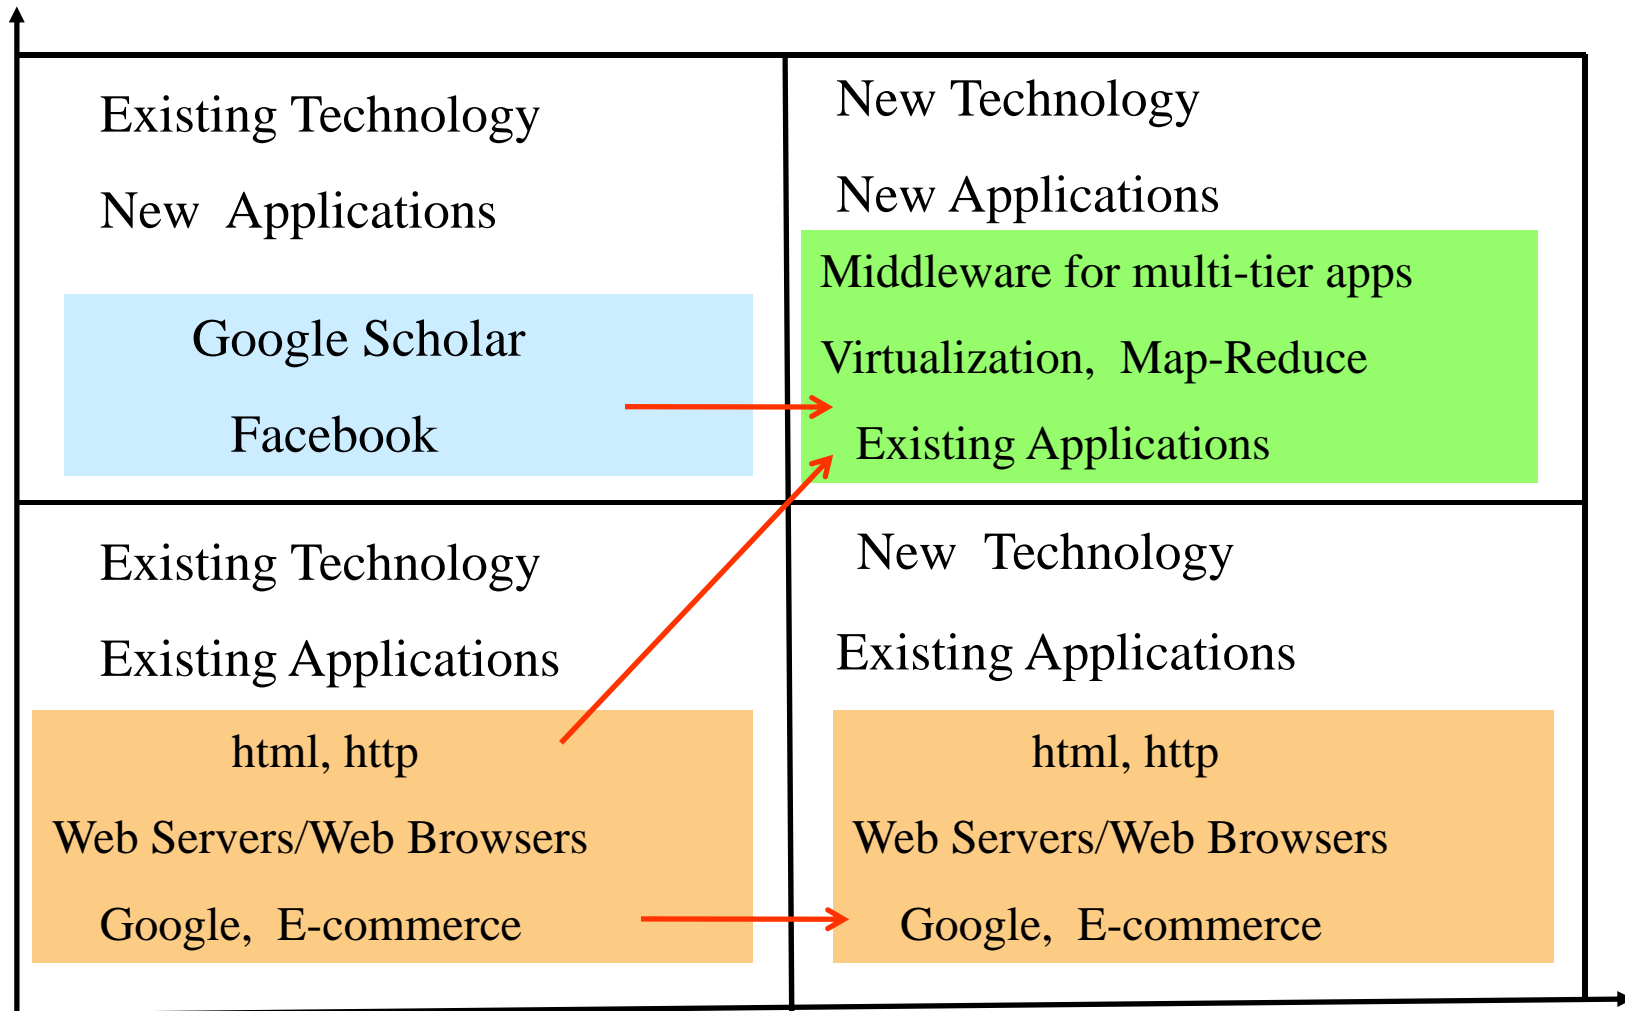 Existing Technology
New Applications
Google Scholar
Facebook
New Technology
New Applications
Middleware for multi-tier apps
Virtualization, Map-Reduce
Existing Applications
Existing Technology
Existing Applications
html, http
Web Servers/Web Browsers
Google, E-commerce
New Technology
Existing Applications
html, http
Web Servers/Web Browsers
Google, E-commerce